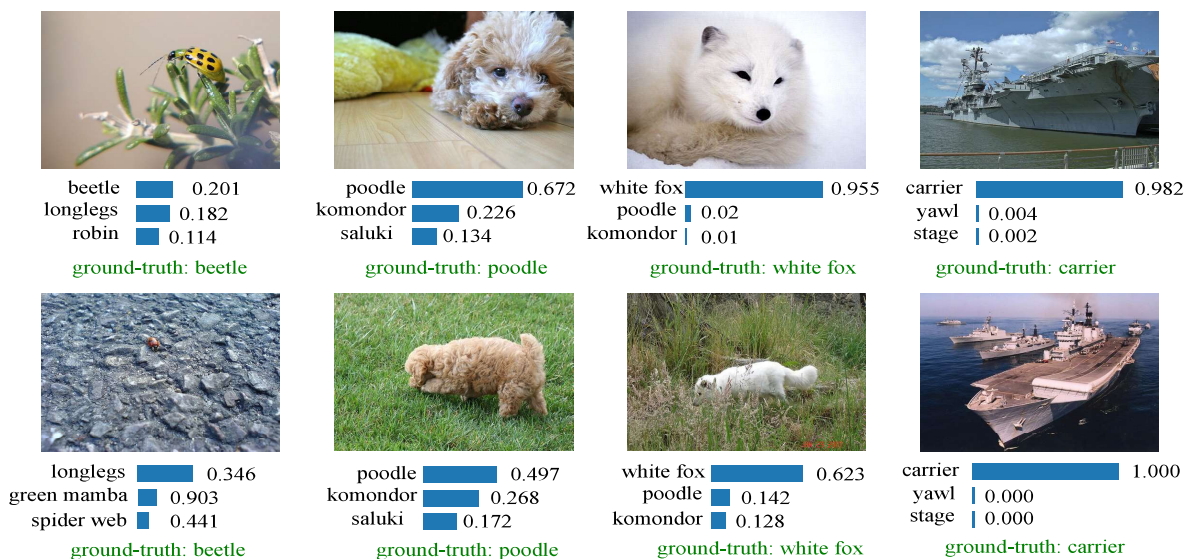 beetle 0.201
longlegs 0.182
robin 0.114
ground-truth: beetle
poodle 0.672
komondor 0.226
saluki 0.134
ground-truth: poodle
white fox 0.955
poodle 0.02
komondor 0.01
ground-truth: white fox
carrier 0.982
yawl 0.004
stage 0.002
ground-truth: carrier
longlegs 0.346
green mamba 0.903
spider web 0.441
ground-truth: beetle
poodle 0.497
komondor 0.268
saluki 0.172
ground-truth: poodle
white fox 0.623
poodle 0.142
komondor 0.128
ground-truth: white fox
carrier 1.000
yawl 0.000
stage 0.000
ground-truth: carrier